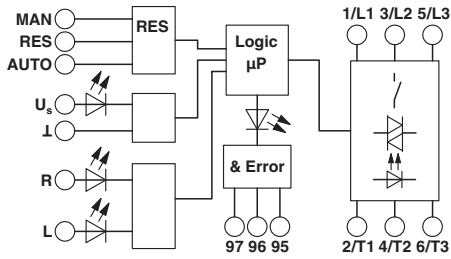 MAN
RES
AUTO
RES
Logic
µP
1/L1 3/L2 5/L3
Us
⊥
R
L
& Error
97 96 95
2/T1 4/T2 6/T3